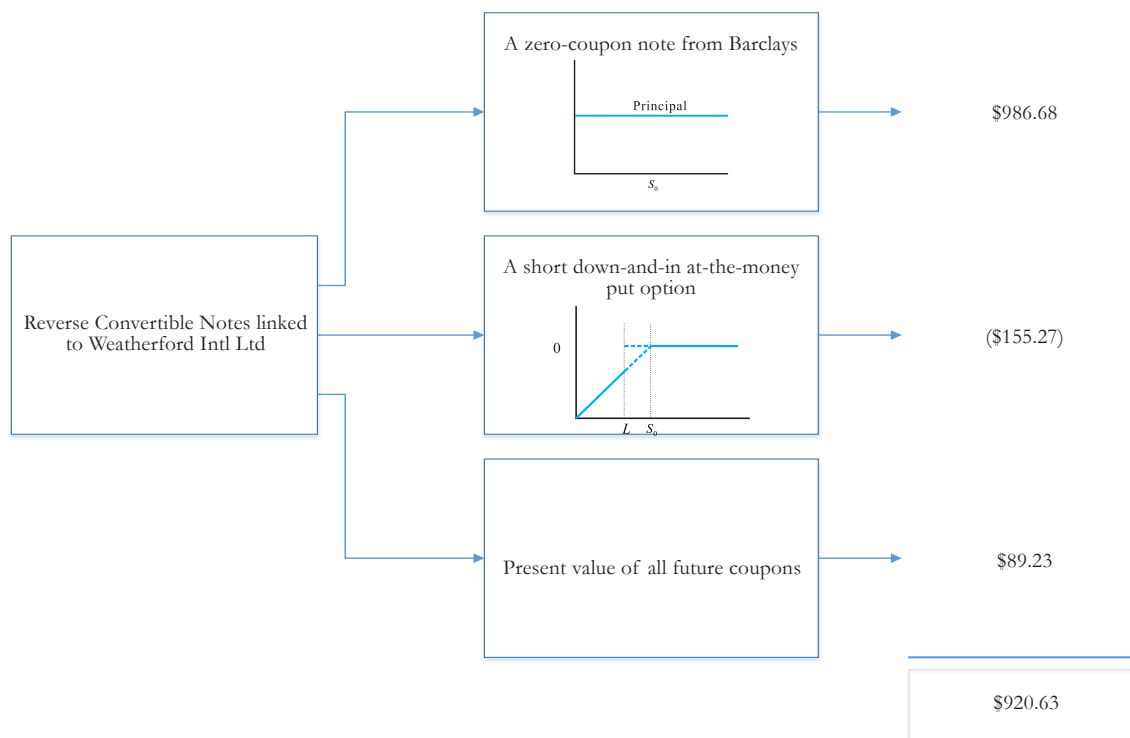 A zero-coupon note from Barclays
Principal
S₀
$986.68
Reverse Convertible Notes linked
to Weatherford Intl Ltd
A short down-and-in at-the-money
put option
0
L S₀
($155.27)
Present value of all future coupons
$89.23
$920.63